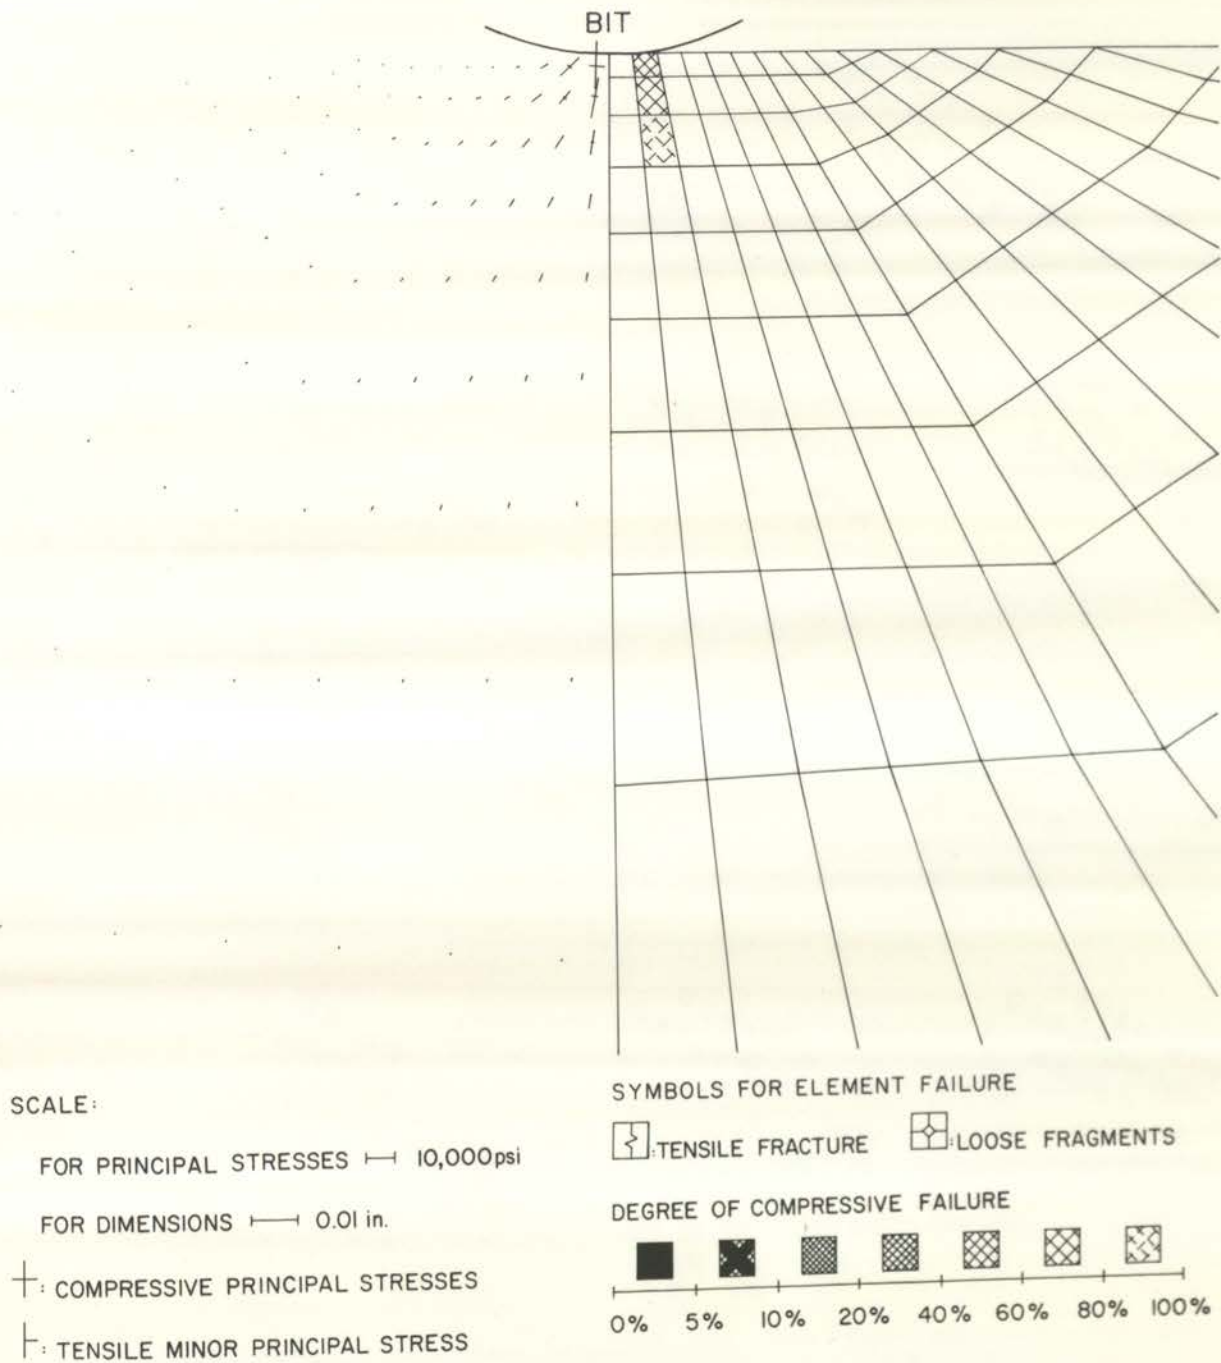 BIT
SCALE:
FOR PRINCIPAL STRESSES 10,000psi
FOR DIMENSIONS 0.01 in.
: COMPRESSIVE PRINCIPAL STRESSES
: TENSILE MINOR PRINCIPAL STRESS
SYMBOLS FOR ELEMENT FAILURE
:TENSILE FRACTURE :LOOSE FRAGMENTS
DEGREE OF COMPRESSIVE FAILURE
0% 5% 10% 20% 40% 60% 80% 100%